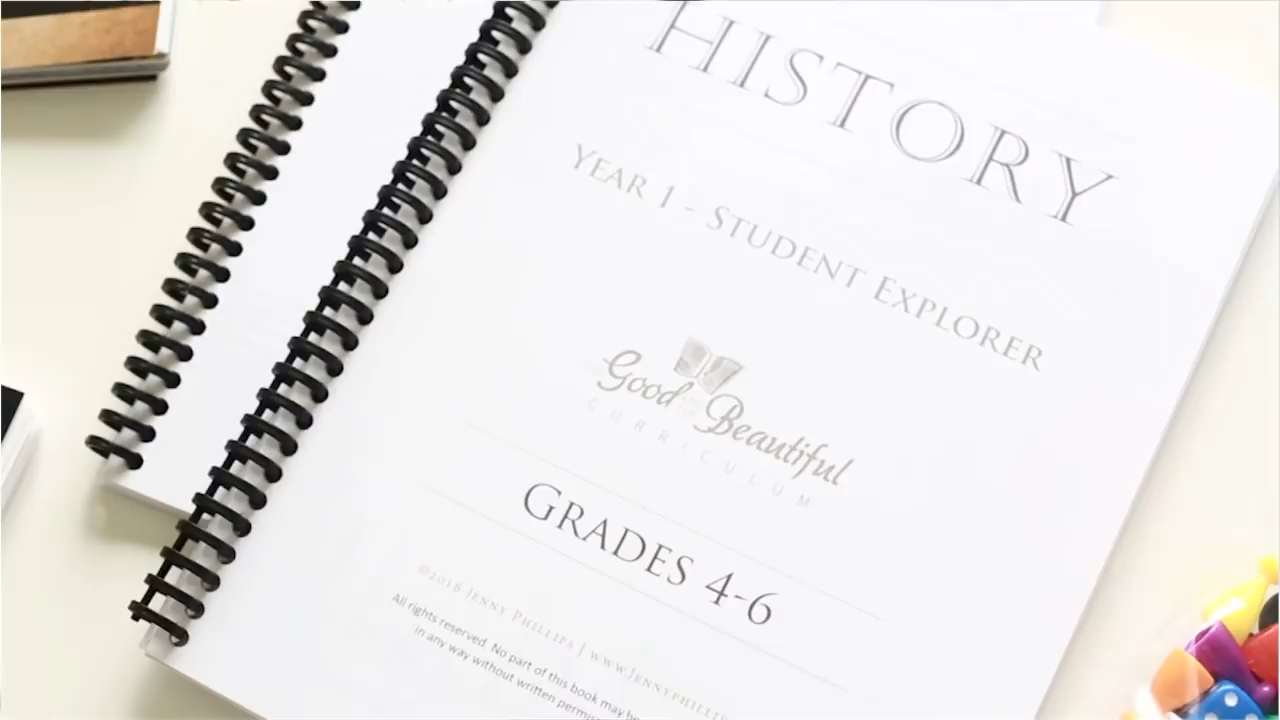 HISTORY
YEAR 1 - STUDENT EXPLORER
Good Beautiful
CURRICULUM
GRADES 4-6
©2016 JENNY PHILLIPS | WWW.JENNYPHILLIP
All rights reserved. No part of this book may be
in any way without written permis